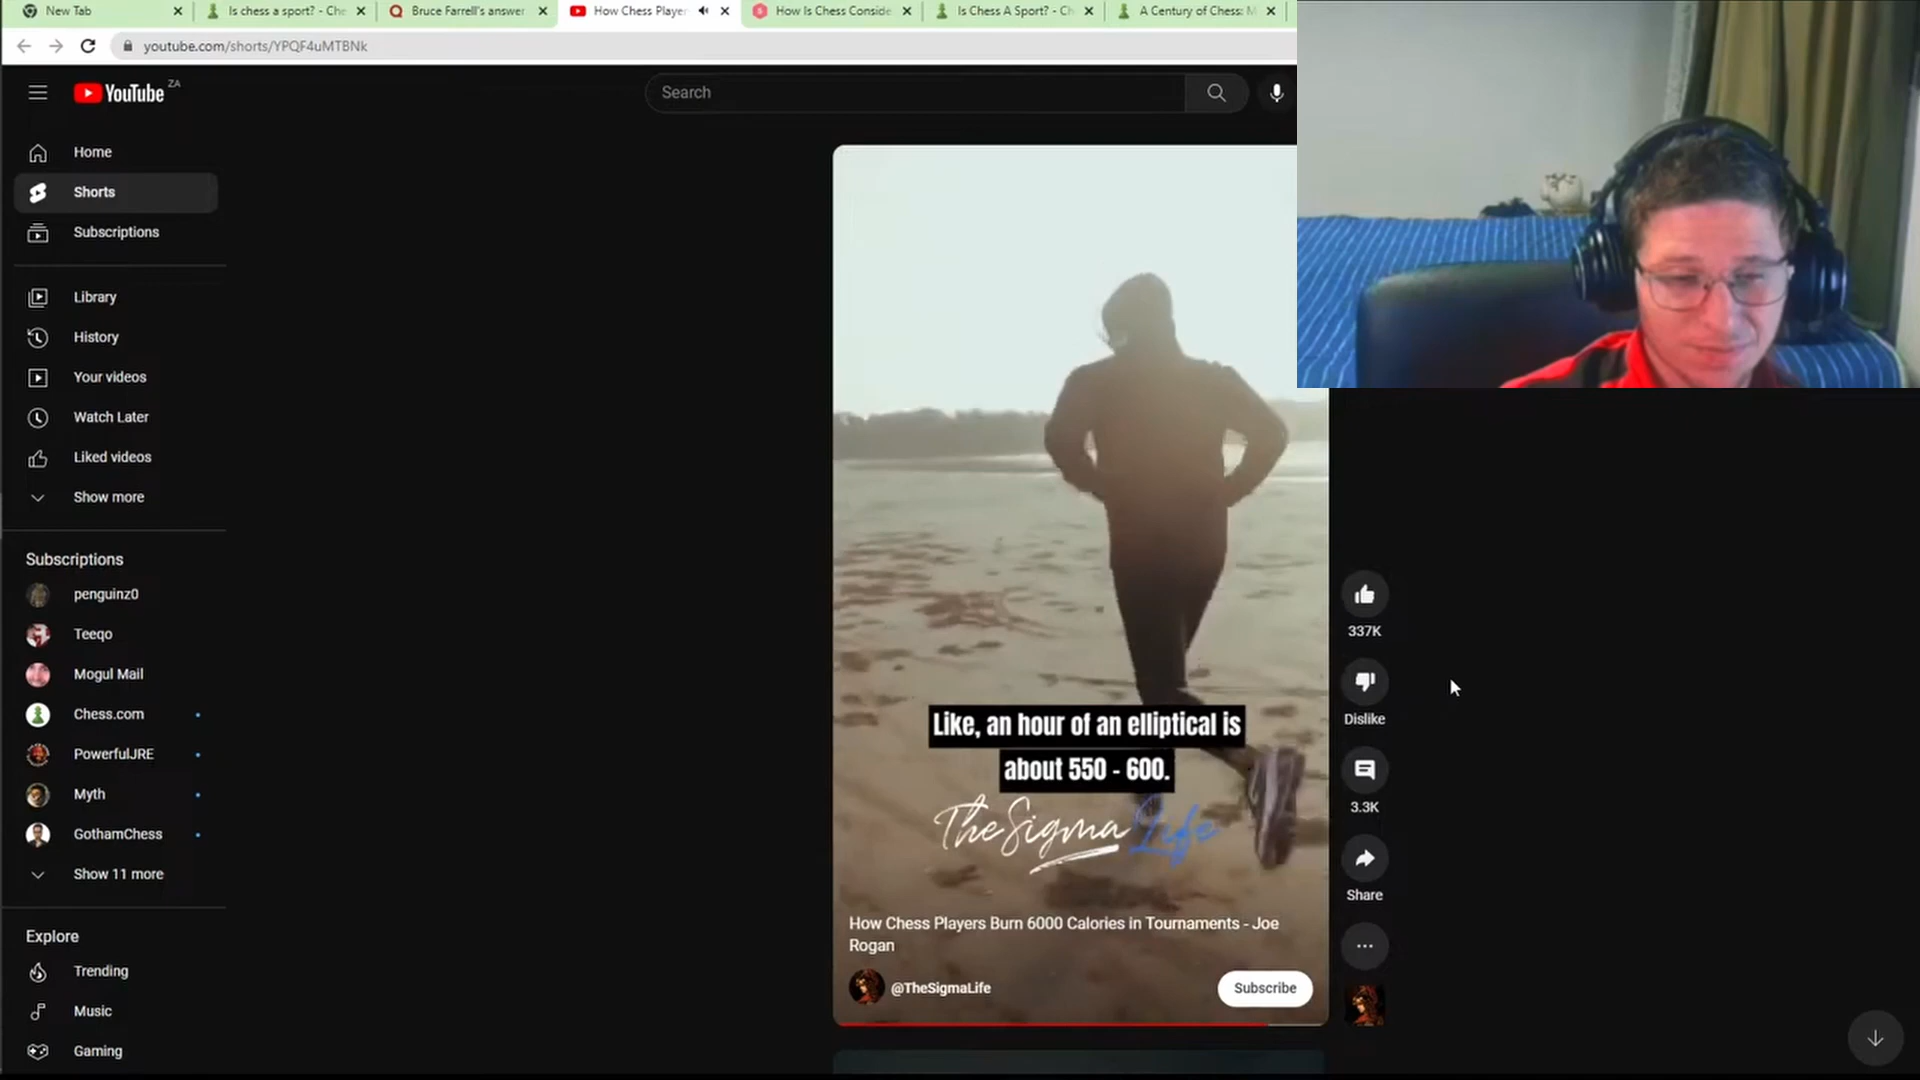 New Tab
Is chess a sport? - Che
Bruce Farrell's answer
How Chess Player
How Is Chess Conside
Is Chess A Sport? - Ch
A Century of Chess: M
youtube.com/shorts/YPQF4uMTBNk
YouTube
ZA
Search
Home
Shorts
Subscriptions
Library
History
Your videos
Watch Later
Liked videos
Show more
Subscriptions
penguinz0
Teeqo
Mogul Mail
Chess.com
PowerfulJRE
Myth
GothamChess
Show 11 more
Explore
Trending
Music
Gaming
Like, an hour of an elliptical is
about 550 - 600.
TheSigma Life
How Chess Players Burn 6000 Calories in Tournaments - Joe
Rogan
@TheSigmaLife
Subscribe
337K
Dislike
3.3K
Share